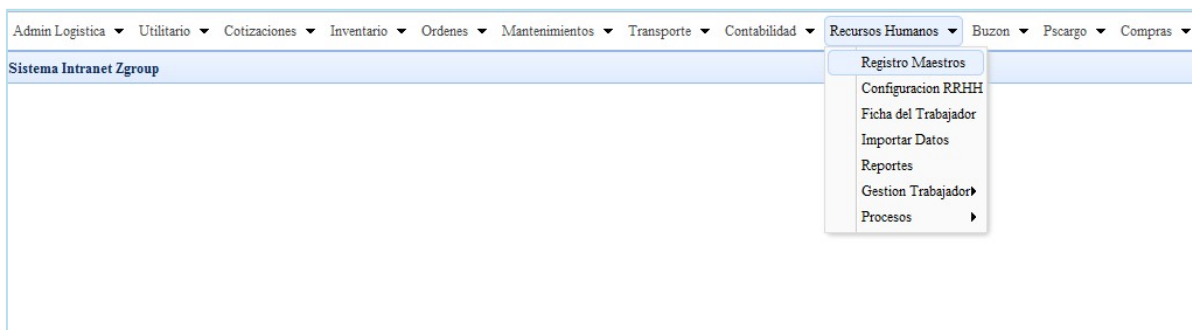 Admin Logistica Utilitario Cotizaciones Inventario Ordenes Mantenimientos Transporte Contabilidad Recursos Humanos Buzon Pscargo Compras
Sistema Intranet Zgroup
Registro Maestros
Configuracion RRHH
Ficha del Trabajador
Importar Datos
Reportes
Gestion Trabajador
Procesos